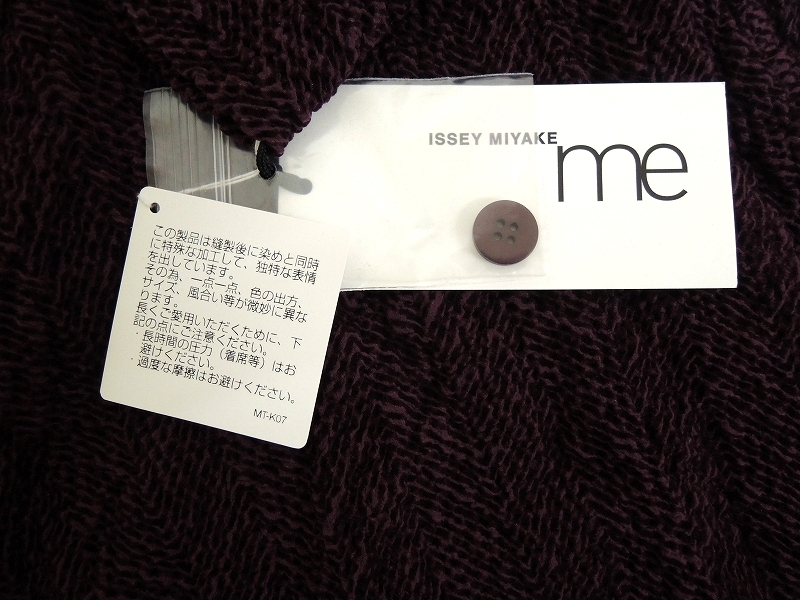 ISSEY MIYAKE
me
この製品は縫製後に染めと同時
に特殊な加工して、独特な表情
を出しています。
その為、一点一点、色の出方、
サイズ、風合い等が微妙に異な
ります。
長くご愛用いただくために、下
記の点にご注意ください。
・長時間の圧力（着席等）はお
避けください。
・過度な摩擦はお避けください。
MT-K07